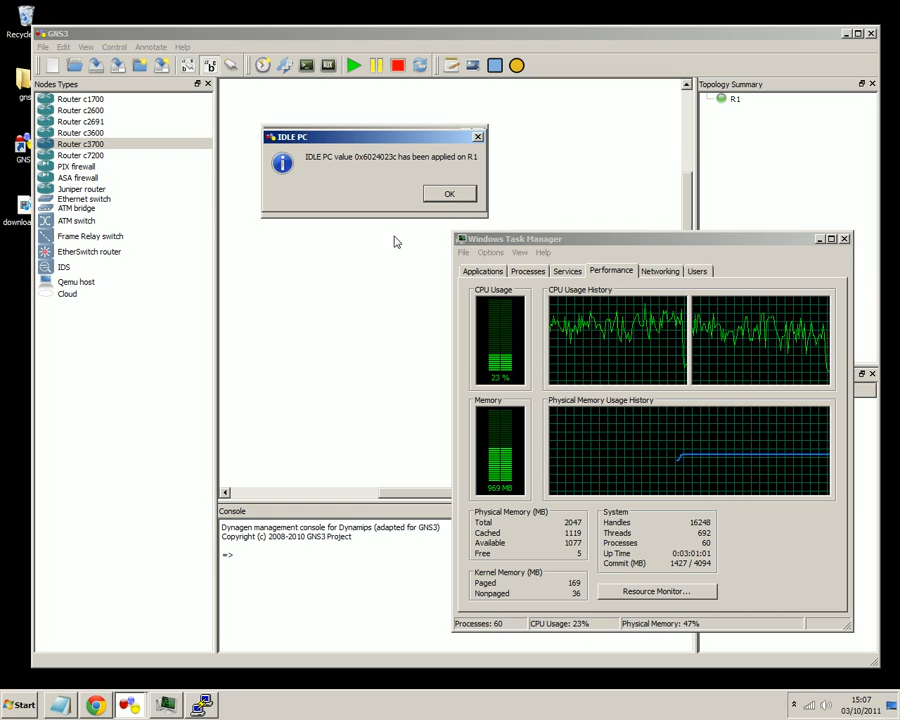 Recyc
GNS3
File Edit View Control Annotate Help
Nodes Types
Topology Summary
Router c1700
Router c2600
Router c2691
Router c3600
Router c3700
Router c7200
PIX firewall
ASA firewall
Juniper router
Ethernet switch
ATM bridge
ATM switch
Frame Relay switch
EtherSwitch router
IDS
Qemu host
Cloud
R1
gns
GNS
downloa
IDLE PC
IDLE PC value 0x6024023c has been applied on R1
OK
Windows Task Manager
File Options View Help
Applications Processes Services Performance Networking Users
CPU Usage
CPU Usage History
23 %
Memory
Physical Memory Usage History
969 MB
Physical Memory (MB)
Total 2047
Cached 1119
Available 1077
Free 5
Kernel Memory (MB)
Paged 169
Nonpaged 36
System
Handles 16248
Threads 692
Processes 60
Up Time 0:03:01:01
Commit (MB) 1427 / 4094
Resource Monitor...
Processes: 60 CPU Usage: 23% Physical Memory: 47%
Console
Dynagen management console for Dynamips (adapted for GNS3)
Copyright (c) 2008-2010 GNS3 Project
=>
Start
15:07
03/10/2011